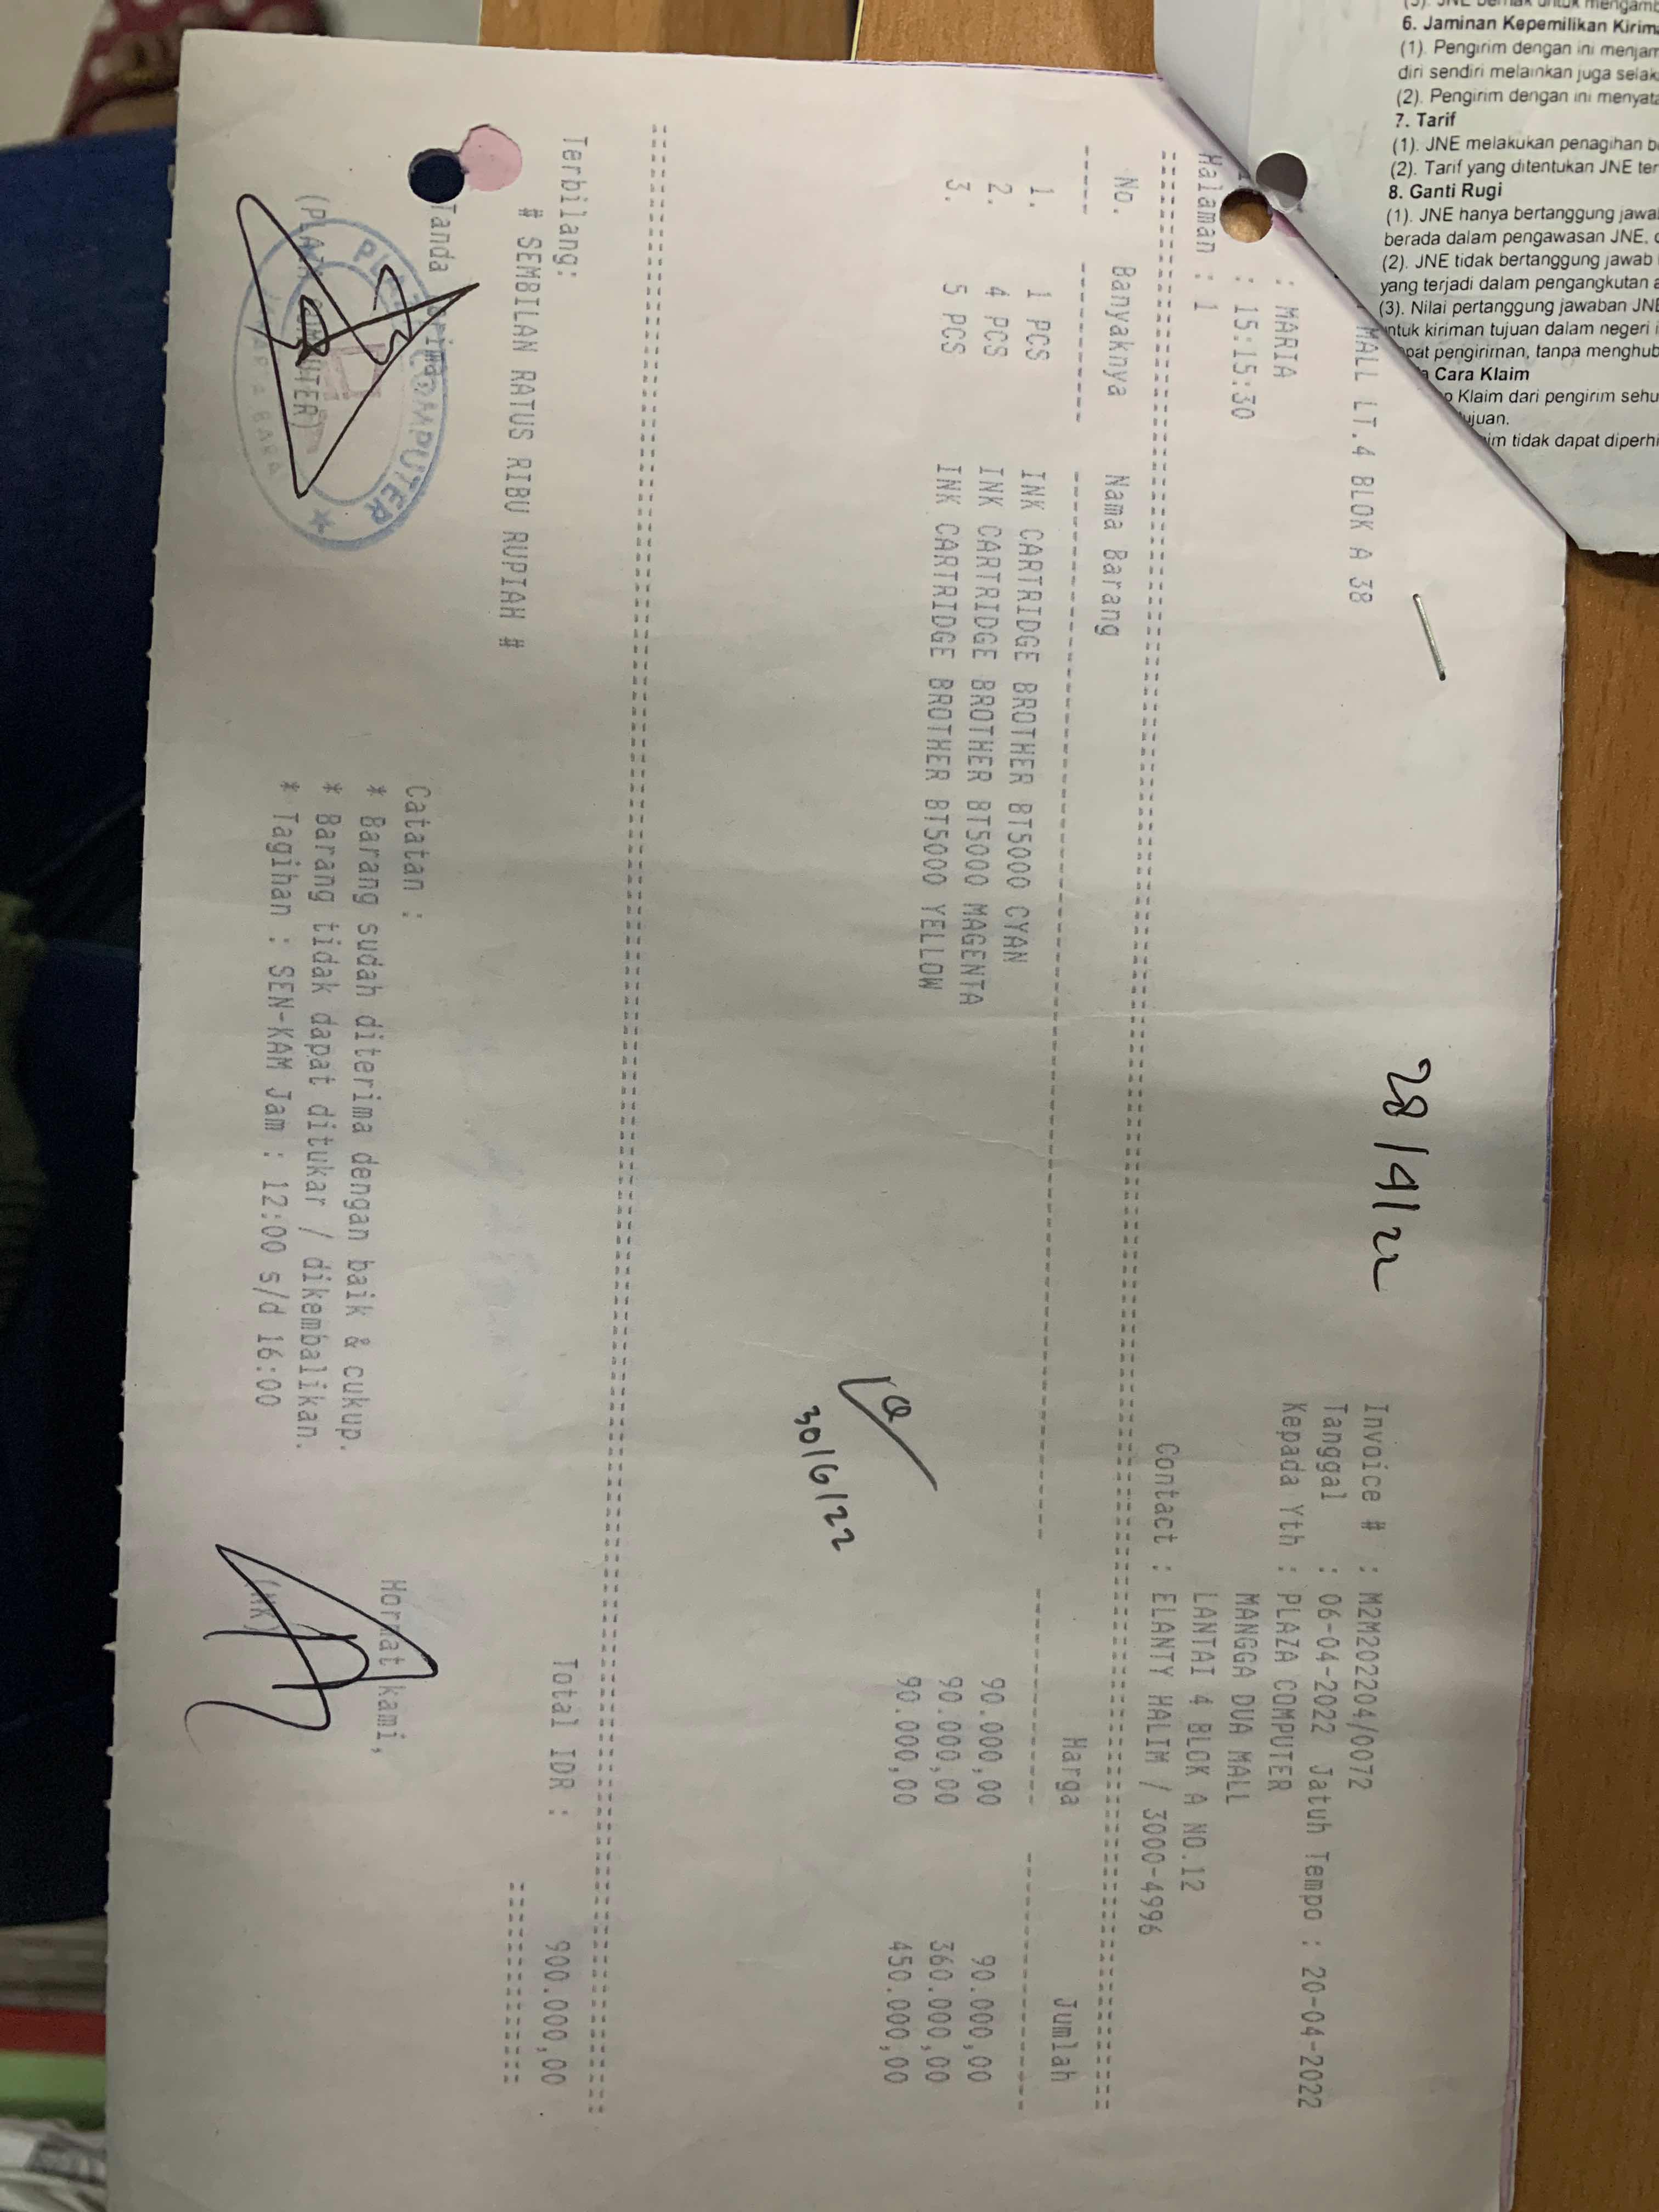 MALL LT.4 BLOK A 38
28/4/22
Invoice # : M2M202204/0072
Tanggal : 06-04-2022 Jatuh Tempo : 20-04-2022
: MARIA
Kepada Yth : PLAZA COMPUTER
: 15:15:30
MANGGA DUA MALL
Halaman : 1
LANTAI 4 BLOK A NO.12
Contact : ELANTY HALIM / 3000-4996
No. Banyaknya Nama Barang Harga Jumlah
1. 1 PCS INK CARTRIDGE BROTHER BT5000 CYAN 90.000,00 90.000,00
2. 4 PCS INK CARTRIDGE BROTHER BT5000 MAGENTA 90.000,00 360.000,00
3. 5 PCS INK CARTRIDGE BROTHER BT5000 YELLOW 90.000,00 450.000,00
30/6/22
Terbilang: Total IDR : 900.000,00
# SEMBILAN RATUS RIBU RUPIAH #
Tanda Catatan : Hormat kami,
* Barang sudah diterima dengan baik & cukup.
* Barang tidak dapat ditukar / dikembalikan.
* Tagihan : SEN-KAM Jam : 12:00 s/d 16:00
COMPUTER
6. Jaminan Kepemilikan
(1). Pengirim dengan ini
diri sendiri melainkan juga
(2). Pengirim dengan ini
7. Tarif
(1). JNE melakukan penagihan
(2). Tarif yang ditentukan JNE
8. Ganti Rugi
(1). JNE hanya bertanggung
berada dalam pengawasan JNE,
(2). JNE tidak bertanggung jawab
yang terjadi dalam pengangkutan
(3). Nilai pertanggung jawaban JNE
kiriman tujuan dalam negeri
pengiriman, tanpa
Cara Klaim
Klaim dari pengirim
tidak dapat